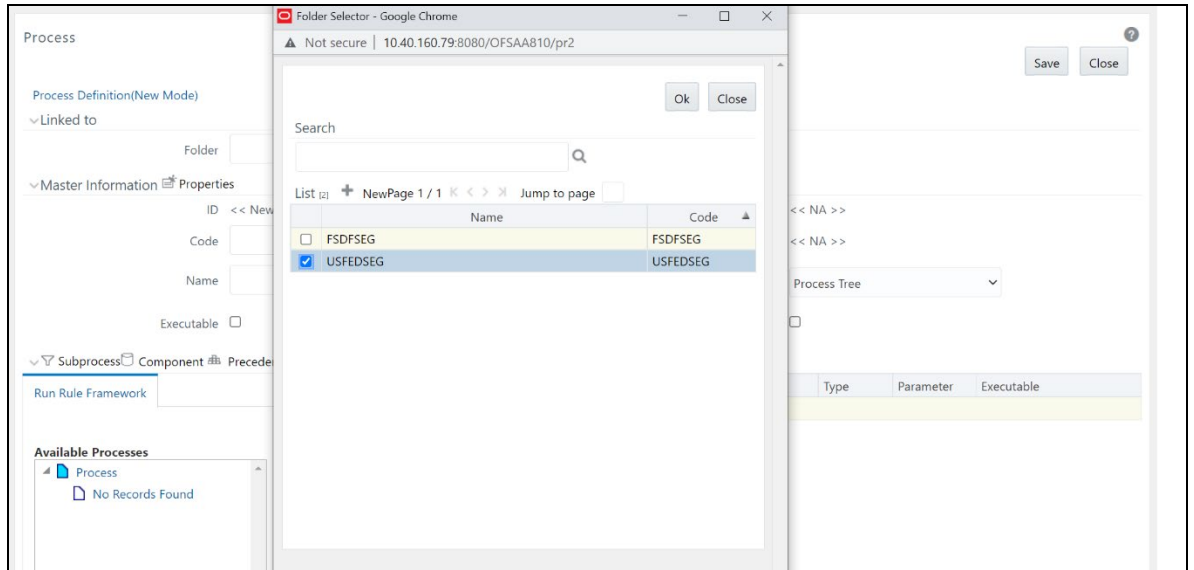 Folder Selector - Google Chrome
Process
Not secure | 10.40.160.79:8080/OFSAA810/pr2
Save Close
Process Definition(New Mode)
Ok Close
Linked to
Search
Folder
Master Information Properties
List [2] NewPage 1 / 1 Jump to page
ID << New
<< NA >>
Name Code
Code
<< NA >>
FSDFSEG FSDFSEG
USFEDSEG USFEDSEG
Name
Process Tree
Executable
Subprocess Component Precede
Run Rule Framework
Type Parameter Executable
Available Processes
Process
No Records Found